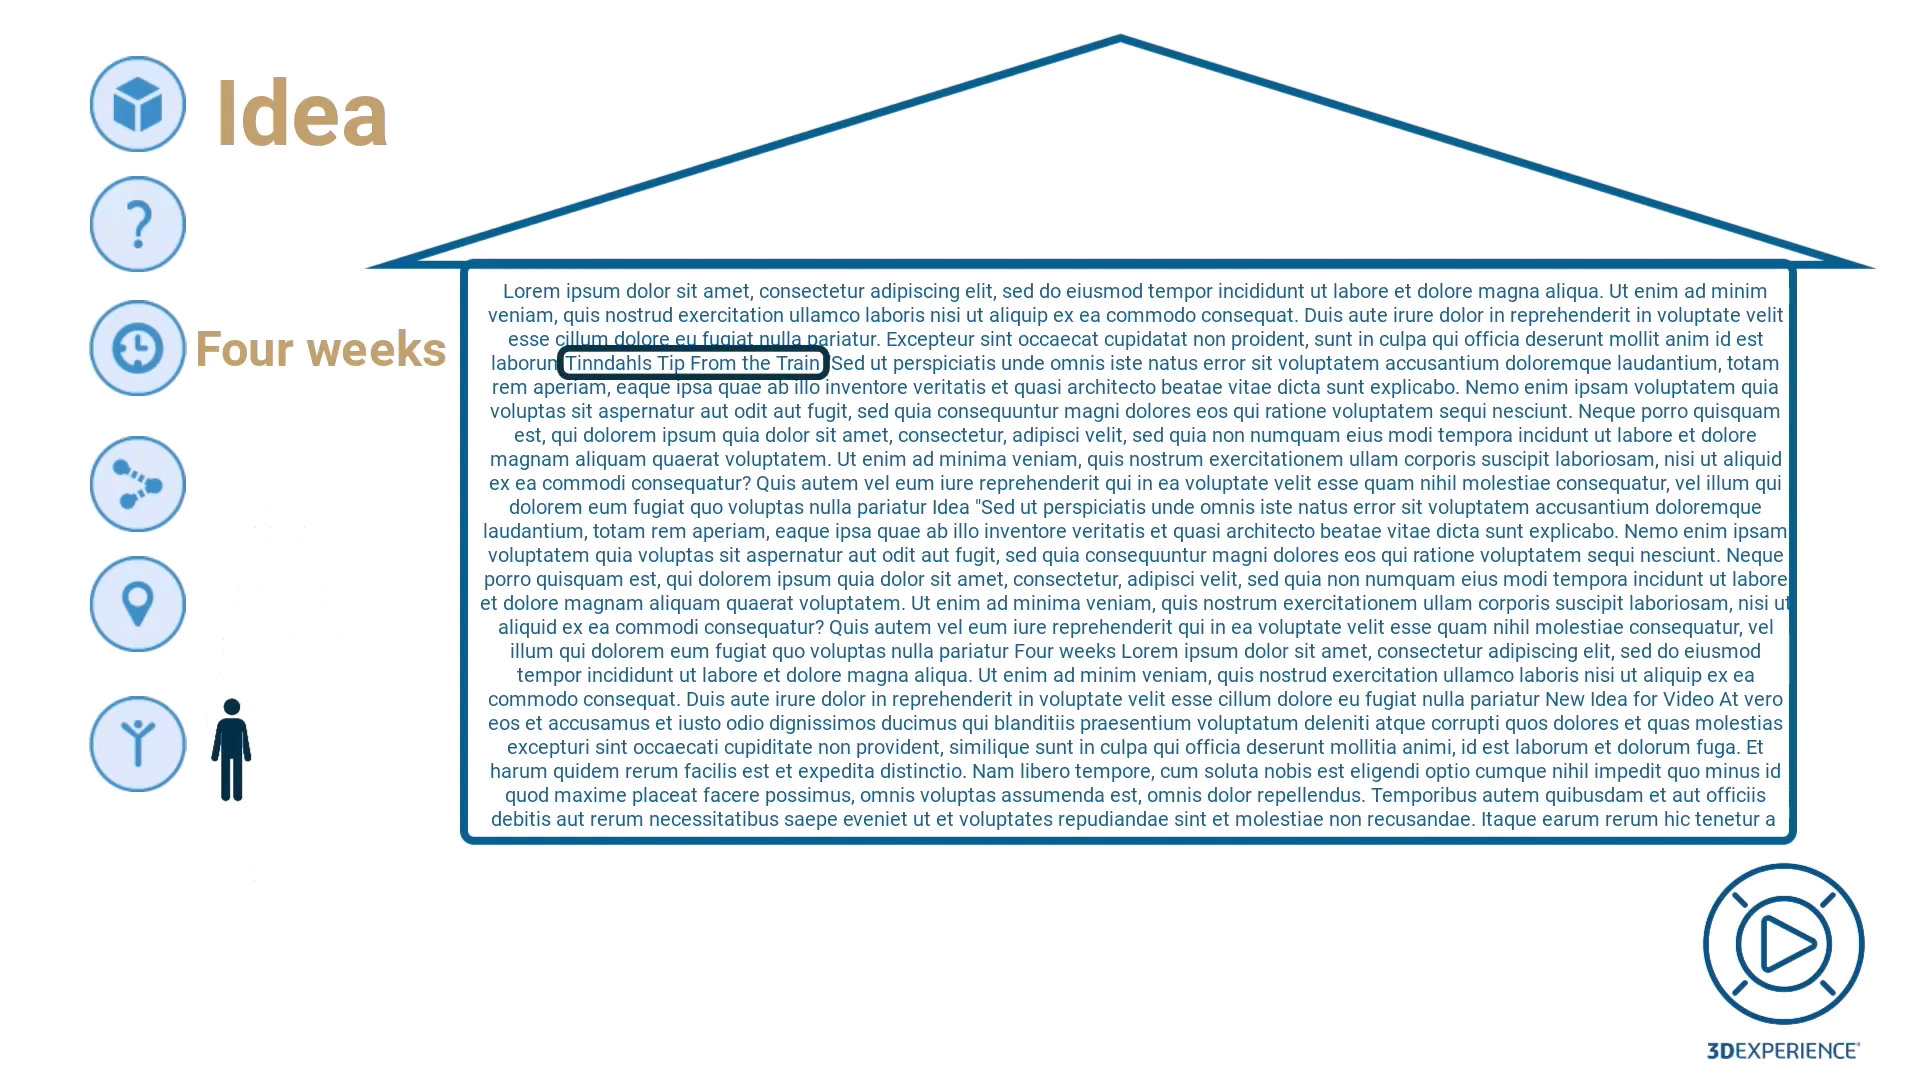 Idea
Four weeks
Lorem ipsum dolor sit amet, consectetur adipiscing elit, sed do eiusmod tempor incididunt ut labore et dolore magna aliqua. Ut enim ad minim
veniam, quis nostrud exercitation ullamco laboris nisi ut aliquip ex ea commodo consequat. Duis aute irure dolor in reprehenderit in voluptate velit
esse cillum dolore eu fugiat nulla pariatur. Excepteur sint occaecat cupidatat non proident, sunt in culpa qui officia deserunt mollit anim id est
laborum Tinndahls Tip From the Train Sed ut perspiciatis unde omnis iste natus error sit voluptatem accusantium doloremque laudantium, totam
rem aperiam, eaque ipsa quae ab illo inventore veritatis et quasi architecto beatae vitae dicta sunt explicabo. Nemo enim ipsam voluptatem quia
voluptas sit aspernatur aut odit aut fugit, sed quia consequuntur magni dolores eos qui ratione voluptatem sequi nesciunt. Neque porro quisquam
est, qui dolorem ipsum quia dolor sit amet, consectetur, adipisci velit, sed quia non numquam eius modi tempora incidunt ut labore et dolore
magnam aliquam quaerat voluptatem. Ut enim ad minima veniam, quis nostrum exercitationem ullam corporis suscipit laboriosam, nisi ut aliquid
ex ea commodi consequatur? Quis autem vel eum iure reprehenderit qui in ea voluptate velit esse quam nihil molestiae consequatur, vel illum qui
dolorem eum fugiat quo voluptas nulla pariatur Idea "Sed ut perspiciatis unde omnis iste natus error sit voluptatem accusantium doloremque
laudantium, totam rem aperiam, eaque ipsa quae ab illo inventore veritatis et quasi architecto beatae vitae dicta sunt explicabo. Nemo enim ipsam
voluptatem quia voluptas sit aspernatur aut odit aut fugit, sed quia consequuntur magni dolores eos qui ratione voluptatem sequi nesciunt. Neque
porro quisquam est, qui dolorem ipsum quia dolor sit amet, consectetur, adipisci velit, sed quia non numquam eius modi tempora incidunt ut labore
et dolore magnam aliquam quaerat voluptatem. Ut enim ad minima veniam, quis nostrum exercitationem ullam corporis suscipit laboriosam, nisi ut
aliquid ex ea commodi consequatur? Quis autem vel eum iure reprehenderit qui in ea voluptate velit esse quam nihil molestiae consequatur, vel
illum qui dolorem eum fugiat quo voluptas nulla pariatur Four weeks Lorem ipsum dolor sit amet, consectetur adipiscing elit, sed do eiusmod
tempor incididunt ut labore et dolore magna aliqua. Ut enim ad minim veniam, quis nostrud exercitation ullamco laboris nisi ut aliquip ex ea
commodo consequat. Duis aute irure dolor in reprehenderit in voluptate velit esse cillum dolore eu fugiat nulla pariatur New Idea for Video At vero
eos et accusamus et iusto odio dignissimos ducimus qui blanditiis praesentium voluptatum deleniti atque corrupti quos dolores et quas molestias
excepturi sint occaecati cupiditate non provident, similique sunt in culpa qui officia deserunt mollitia animi, id est laborum et dolorum fuga. Et
harum quidem rerum facilis est et expedita distinctio. Nam libero tempore, cum soluta nobis est eligendi optio cumque nihil impedit quo minus id
quod maxime placeat facere possimus, omnis voluptas assumenda est, omnis dolor repellendus. Temporibus autem quibusdam et aut officiis
debitis aut rerum necessitatibus saepe eveniet ut et voluptates repudiandae sint et molestiae non recusandae. Itaque earum rerum hic tenetur a
3DEXPERIENCE